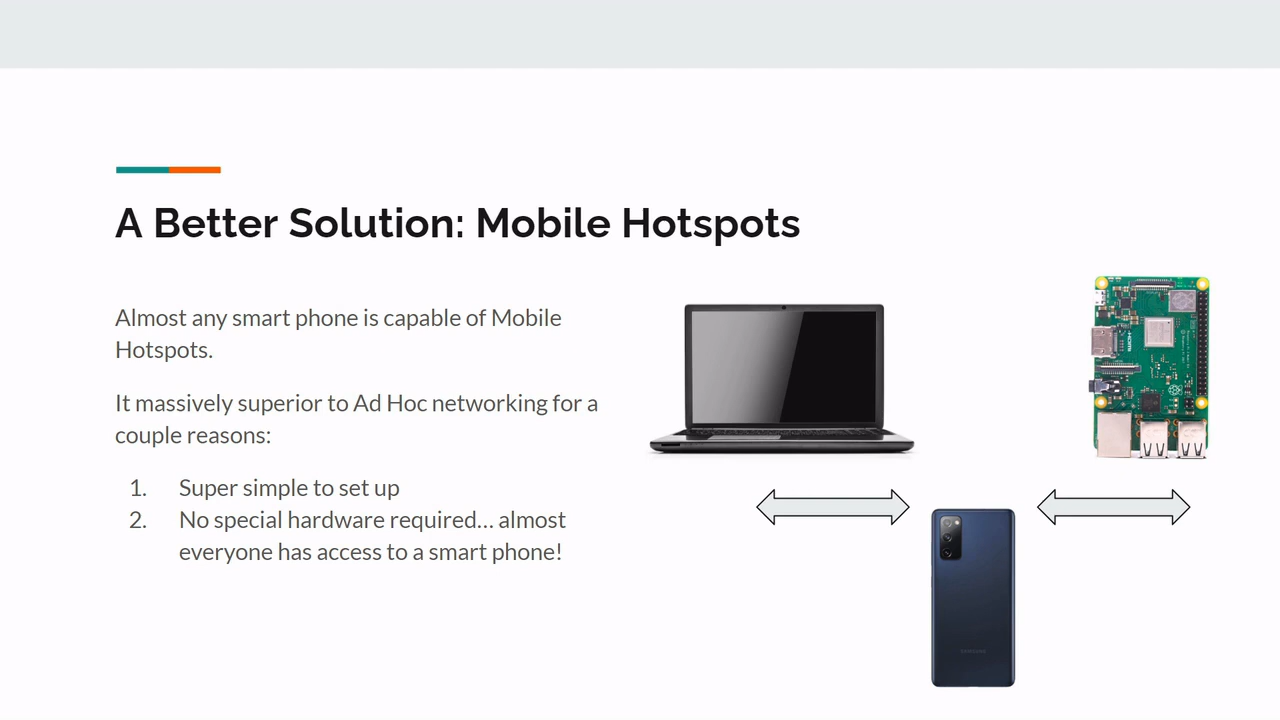 A Better Solution: Mobile Hotspots
Almost any smart phone is capable of Mobile
Hotspots.
It massively superior to Ad Hoc networking for a
couple reasons:
1. Super simple to set up
2. No special hardware required... almost
everyone has access to a smart phone!
SAMSUNG
HDMI